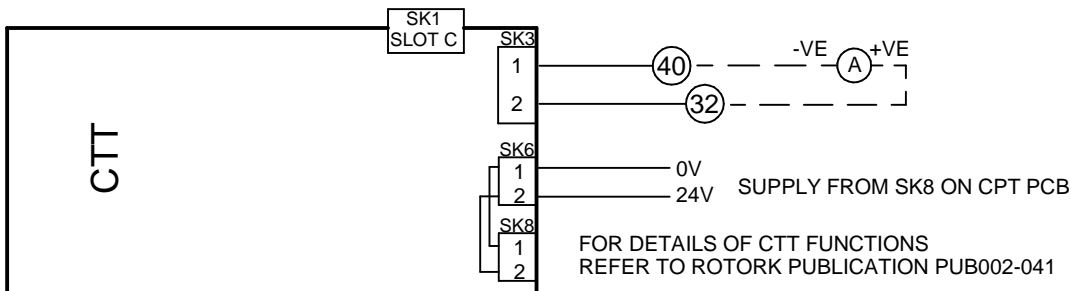 SK1
SLOT C
SK3
1
40
-VE
A
+VE
2
32
CTT
SK6
1
0V
2
24V
SUPPLY FROM SK8 ON CPT PCB
SK8
1
2
FOR DETAILS OF CTT FUNCTIONS
REFER TO ROTORK PUBLICATION PUB002-041